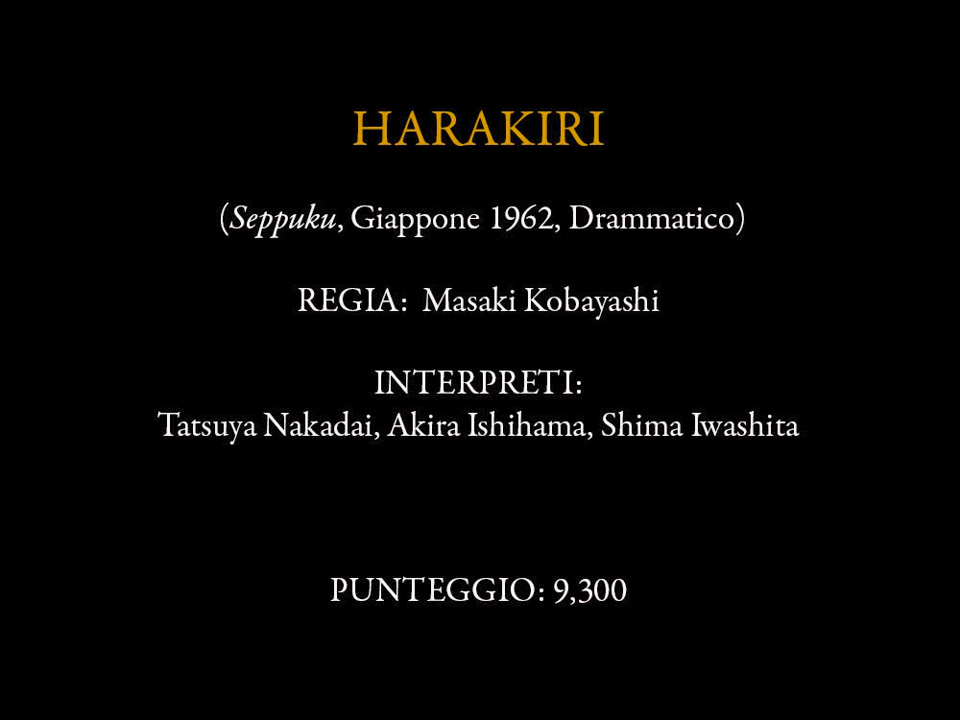 HARAKIRI
(Seppuku, Giappone 1962, Drammatico)
REGIA: Masaki Kobayashi
INTERPRETI:
Tatsuya Nakadai, Akira Ishihama, Shima Iwashita
PUNTEGGIO: 9,300